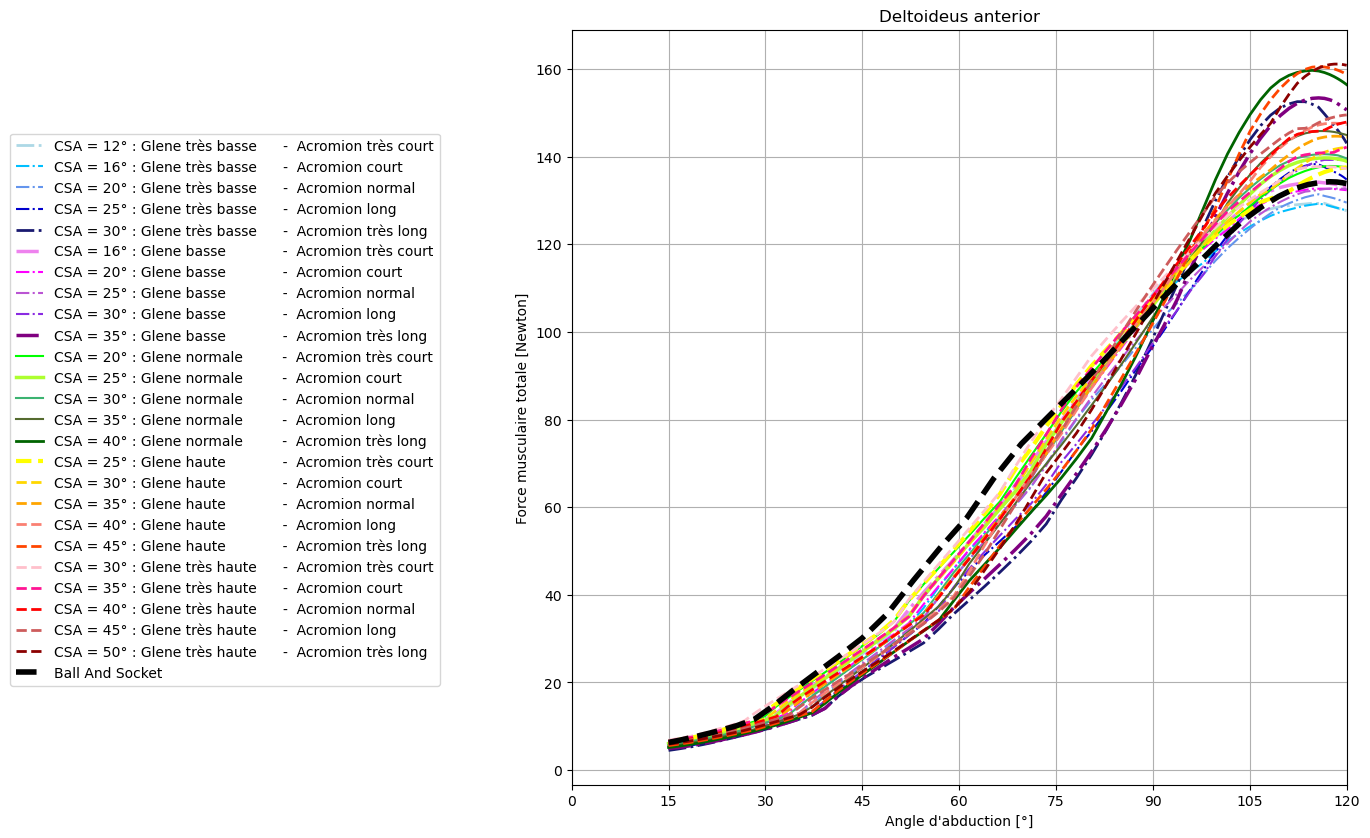 Deltoideus anterior
CSA = 12° : Glene très basse - Acromion très court
CSA = 16° : Glene très basse - Acromion court
CSA = 20° : Glene très basse - Acromion normal
CSA = 25° : Glene très basse - Acromion long
CSA = 30° : Glene très basse - Acromion très long
CSA = 16° : Glene basse - Acromion très court
CSA = 20° : Glene basse - Acromion court
CSA = 25° : Glene basse - Acromion normal
CSA = 30° : Glene basse - Acromion long
CSA = 35° : Glene basse - Acromion très long
CSA = 20° : Glene normale - Acromion très court
CSA = 25° : Glene normale - Acromion court
CSA = 30° : Glene normale - Acromion normal
CSA = 35° : Glene normale - Acromion long
CSA = 40° : Glene normale - Acromion très long
CSA = 25° : Glene haute - Acromion très court
CSA = 30° : Glene haute - Acromion court
CSA = 35° : Glene haute - Acromion normal
CSA = 40° : Glene haute - Acromion long
CSA = 45° : Glene haute - Acromion très long
CSA = 30° : Glene très haute - Acromion très court
CSA = 35° : Glene très haute - Acromion court
CSA = 40° : Glene très haute - Acromion normal
CSA = 45° : Glene très haute - Acromion long
CSA = 50° : Glene très haute - Acromion très long
Ball And Socket
Force musculaire totale [Newton]
160
140
120
100
80
60
40
20
0
0 15 30 45 60 75 90 105 120
Angle d'abduction [°]